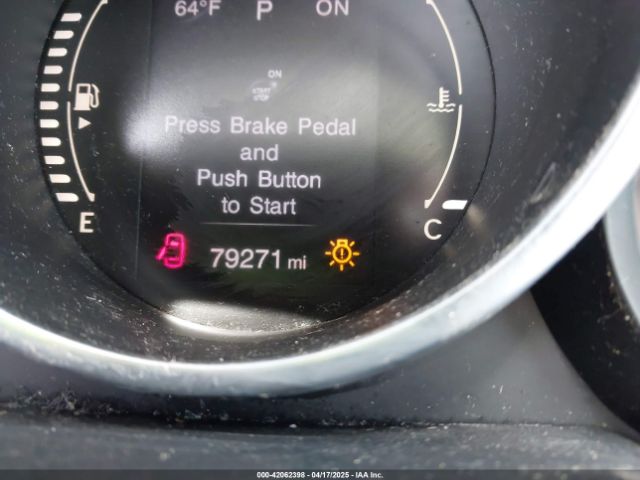 64°F P ON
ON
START
STOP
Press Brake Pedal
and
Push Button
to Start
E C
79271 mi
000-42062398 - 04/17/2025 - IAA Inc.